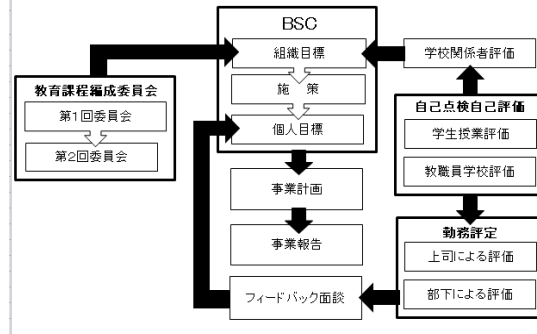 BSC
組織目標
施　策
個人目標
学校関係者評価
教育課程編成委員会
第1回委員会
第2回委員会
自己点検自己評価
学生授業評価
教職員学校評価
事業計画
事業報告
勤務評定
上司による評価
部下による評価
フィードバック面談